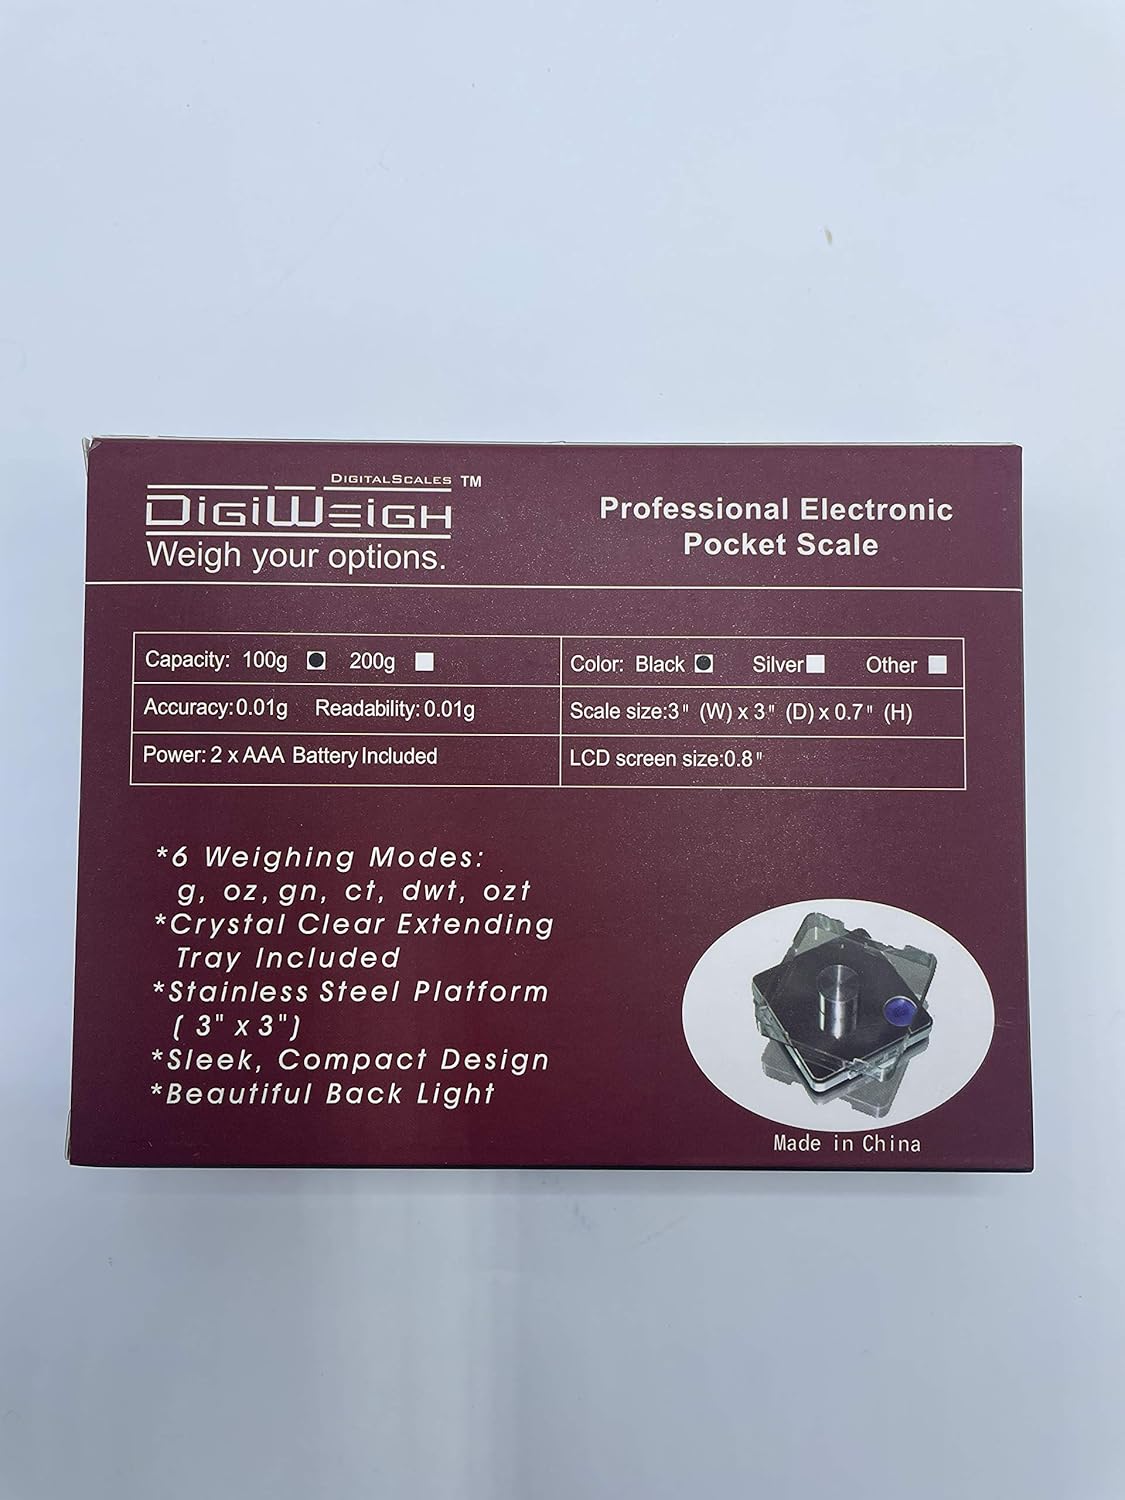 DIGITALSCALES TM
DIGIWEIGH
Weigh your options.
Professional Electronic
Pocket Scale
Capacity: 100g 200g
Color: Black Silver Other
Accuracy:0.01g Readability:0.01g
Scale size:3" (W) x 3" (D) x 0.7" (H)
Power: 2 x AAA Battery Included
LCD screen size:0.8"
*6 Weighing Modes:
g, oz, gn, ct, dwt, ozt
*Crystal Clear Extending
Tray Included
*Stainless Steel Platform
( 3" x 3")
*Sleek, Compact Design
*Beautiful Back Light
Made in China